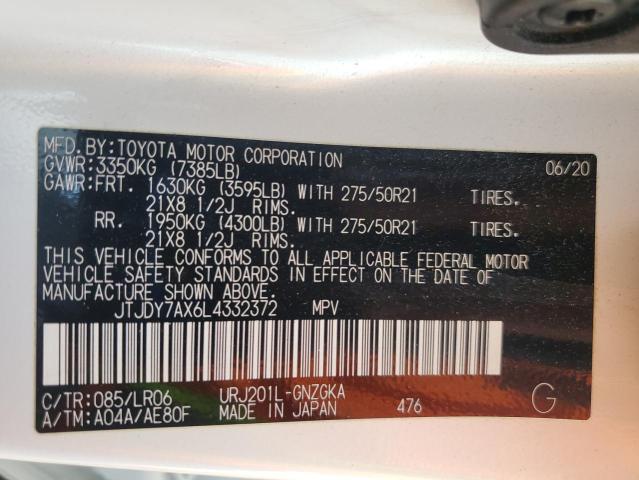 MFD.BY:TOYOTA MOTOR CORPORATION 06/20
GVWR:3350KG (7385LB)
GAWR:FRT. 1630KG (3595LB) WITH 275/50R21 TIRES.
21X8 1/2J RIMS.
RR. 1950KG (4300LB) WITH 275/50R21 TIRES.
21X8 1/2J RIMS.
THIS VEHICLE CONFORMS TO ALL APPLICABLE FEDERAL MOTOR
VEHICLE SAFETY STANDARDS IN EFFECT ON THE DATE OF
MANUFACTURE SHOWN ABOVE.
JTJDY7AX6L4332372 MPV
C/TR:085/LR06 URJ201L-GNZGKA
A/TM:A04A/AE80F MADE IN JAPAN 476 G